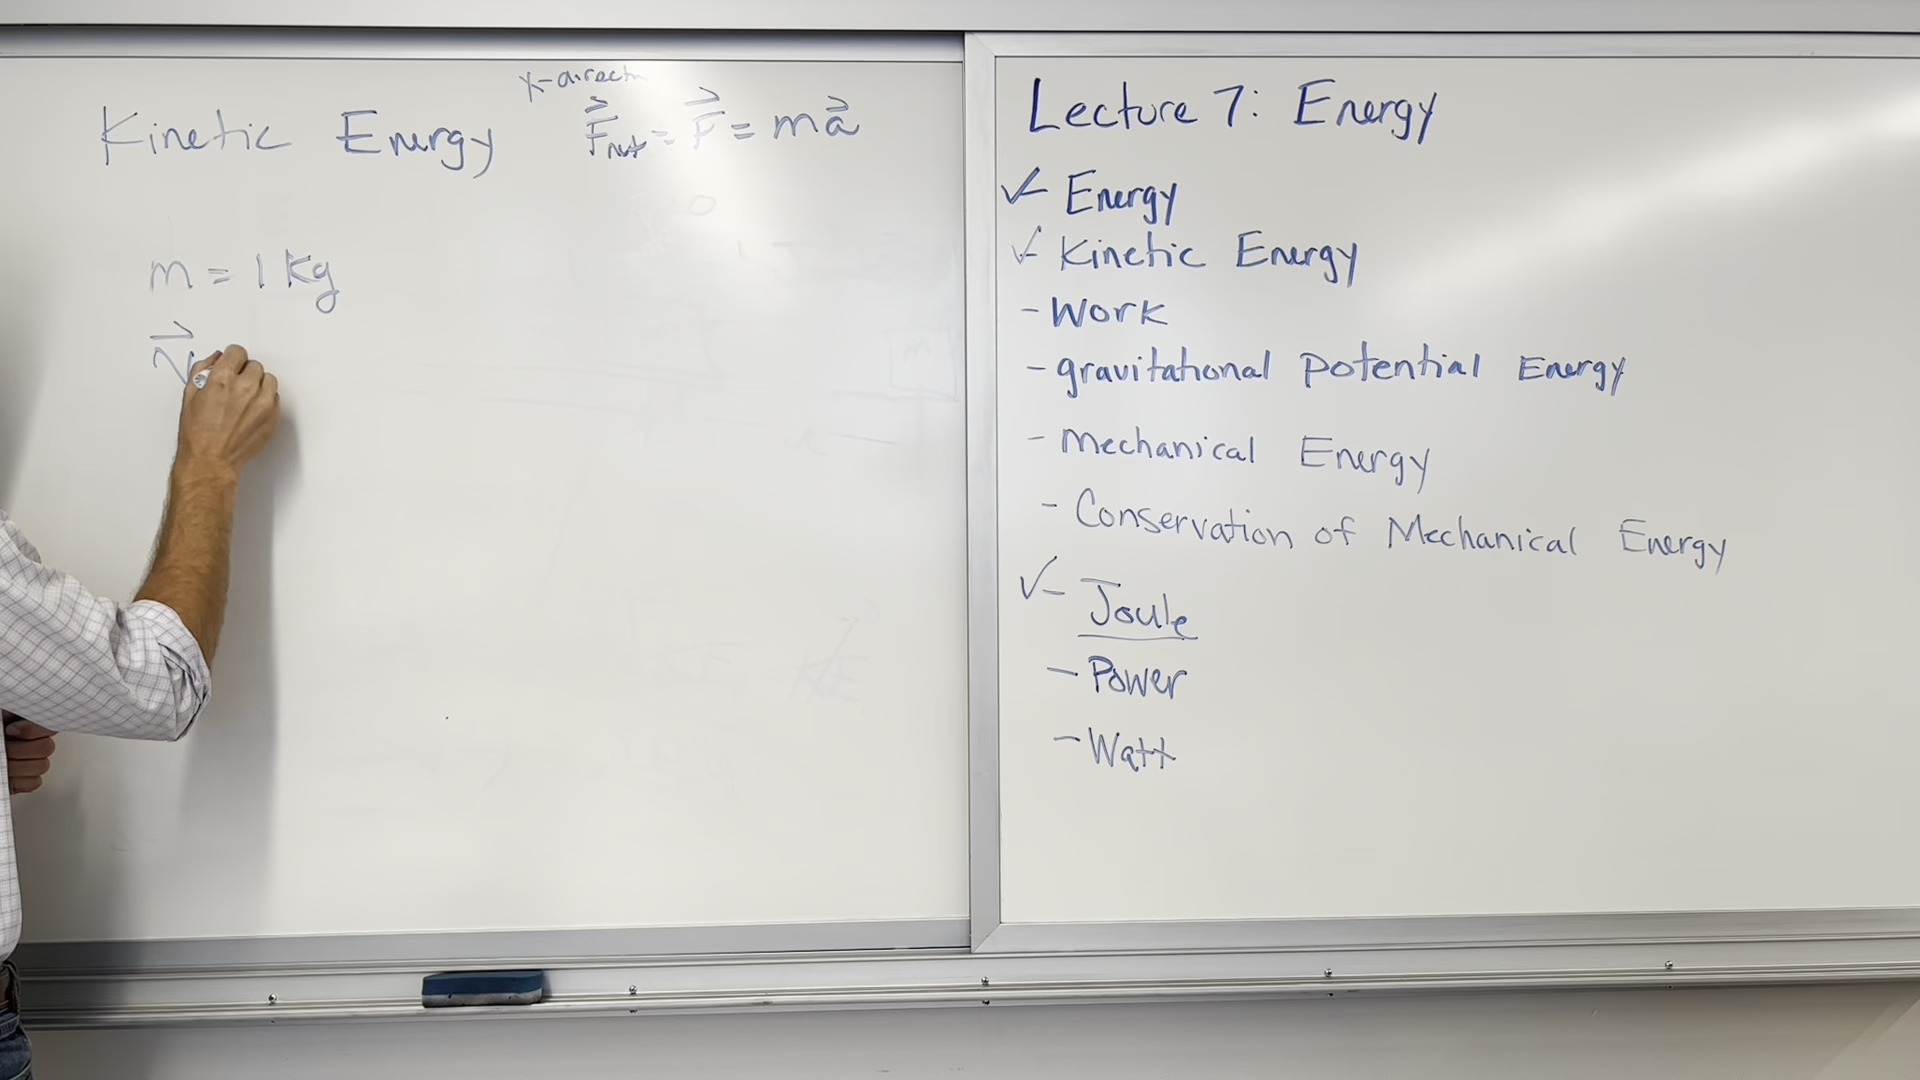 x-direct
Kinetic Energy F⃗net = F⃗ = ma⃗
m = 1 kg
v⃗
Lecture 7: Energy
✓ Energy
✓ Kinetic Energy
- Work
- gravitational Potential Energy
- Mechanical Energy
- Conservation of Mechanical Energy
✓- Joule
- Power
- Watt